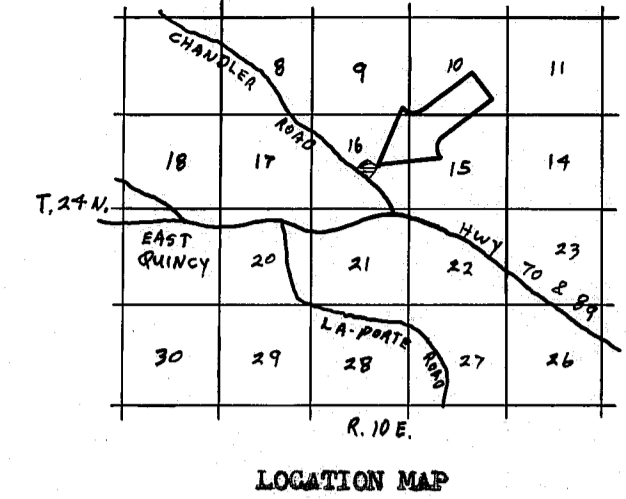 CHANDLER ROAD
8
9
10
11
18
17
16
15
14
T. 24 N.
EAST
QUINCY
20
21
22
23
HWY 70 & 89
30
29
28
27
26
LA-PORTE ROAD
R. 10 E.
LOCATION MAP